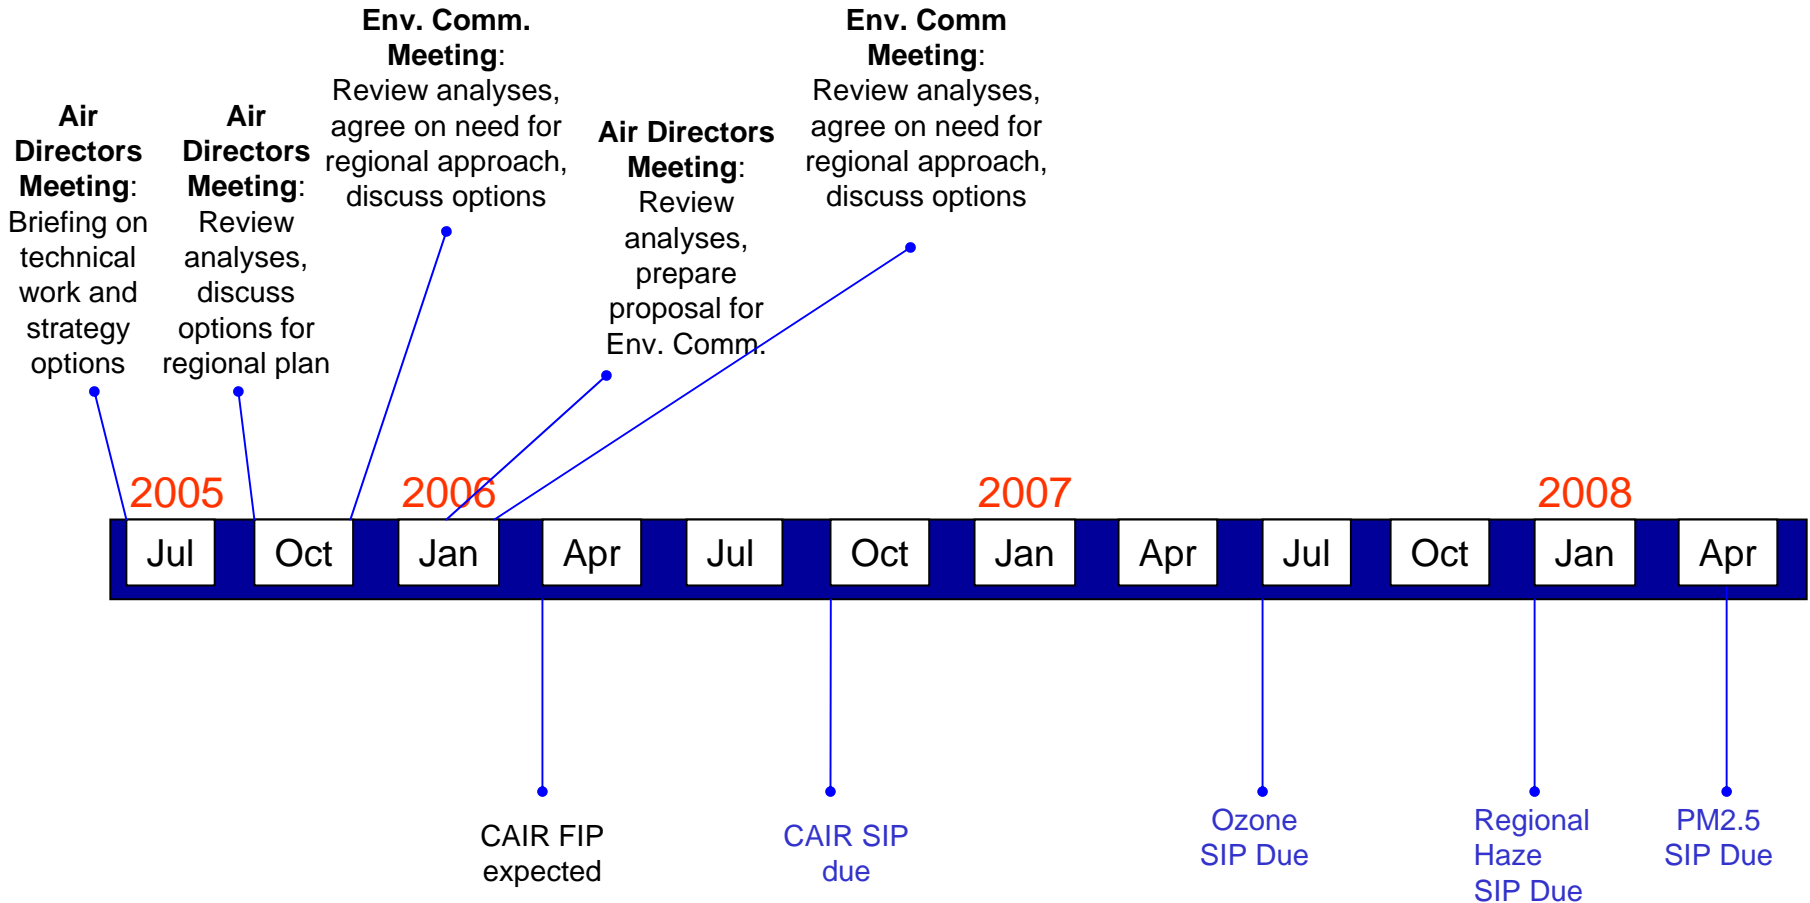 Air
Directors
Meeting:
Briefing on
technical
work and
strategy
options
Air
Directors
Meeting:
Review
analyses,
discuss
options for
regional plan
Env. Comm.
Meeting:
Review analyses,
agree on need for
regional approach,
discuss options
Air Directors
Meeting:
Review
analyses,
prepare
proposal for
Env. Comm.
Env. Comm
Meeting:
Review analyses,
agree on need for
regional approach,
discuss options
2005 2006 2007 2008
Jul Oct Jan Apr Jul Oct Jan Apr Jul Oct Jan Apr
CAIR FIP
expected
CAIR SIP
due
Ozone
SIP Due
Regional
Haze
SIP Due
PM2.5
SIP Due